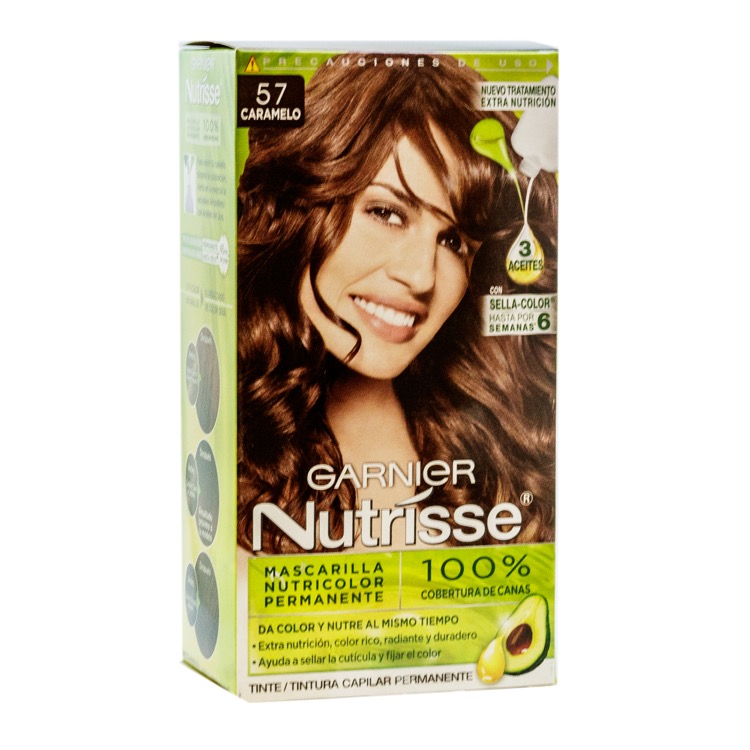 PRECAUCIONES DE USO
57
CARAMELO
NUEVO TRATAMIENTO
EXTRA NUTRICIÓN
3
ACEITES
CON
SELLA-COLOR
HASTA POR
SEMANAS 6
GARNIER
Nutrisse®
MASCARILLA
NUTRICOLOR
PERMANENTE
100%
COBERTURA DE CANAS
DA COLOR Y NUTRE AL MISMO TIEMPO
• Extra nutrición, color rico, radiante y duradero
• Ayuda a sellar la cutícula y fijar el color
TINTE/TINTURA CAPILAR PERMANENTE
GARNIER
Nutrisse
100%